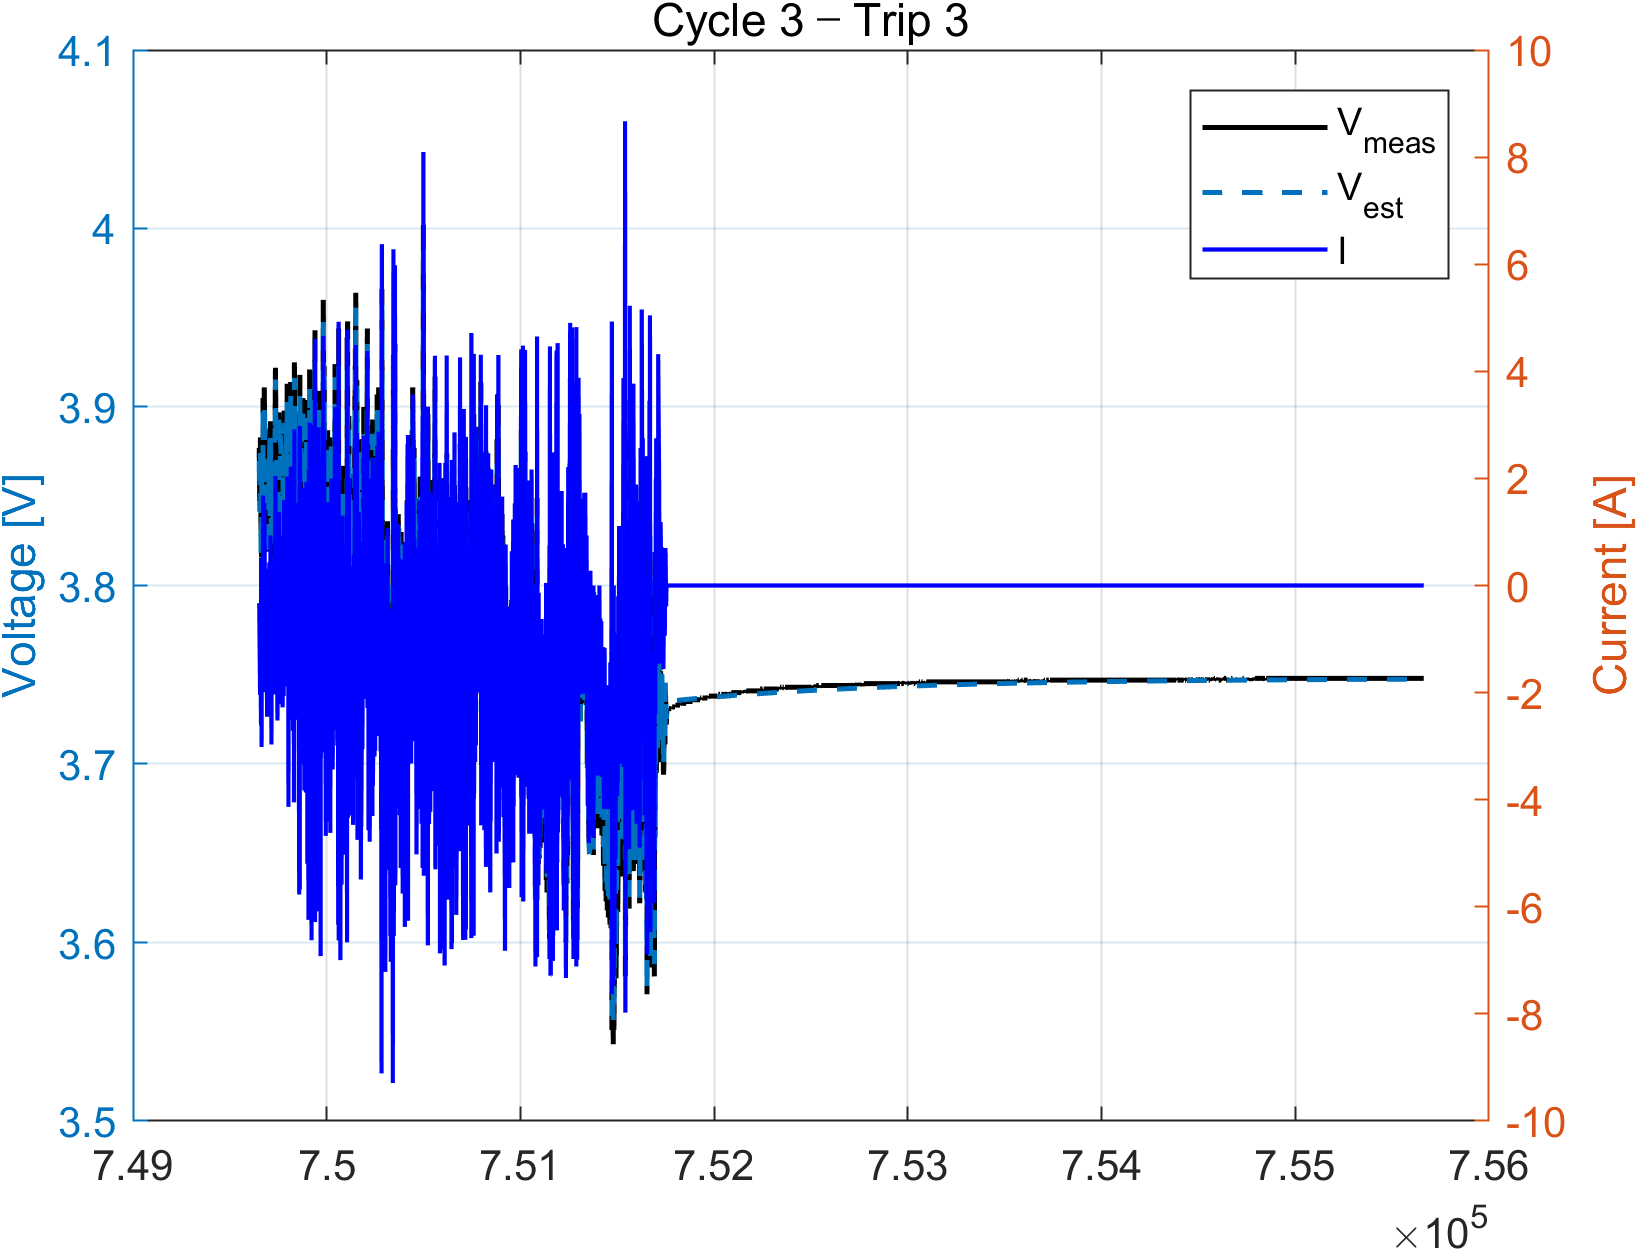 Cycle 3 – Trip 3
4.1
4
3.9
3.8
3.7
3.6
3.5
Voltage [V]
10
8
6
4
2
0
-2
-4
-6
-8
-10
Current [A]
V_meas
V_est
I
7.49 7.5 7.51 7.52 7.53 7.54 7.55 7.56
×10^5